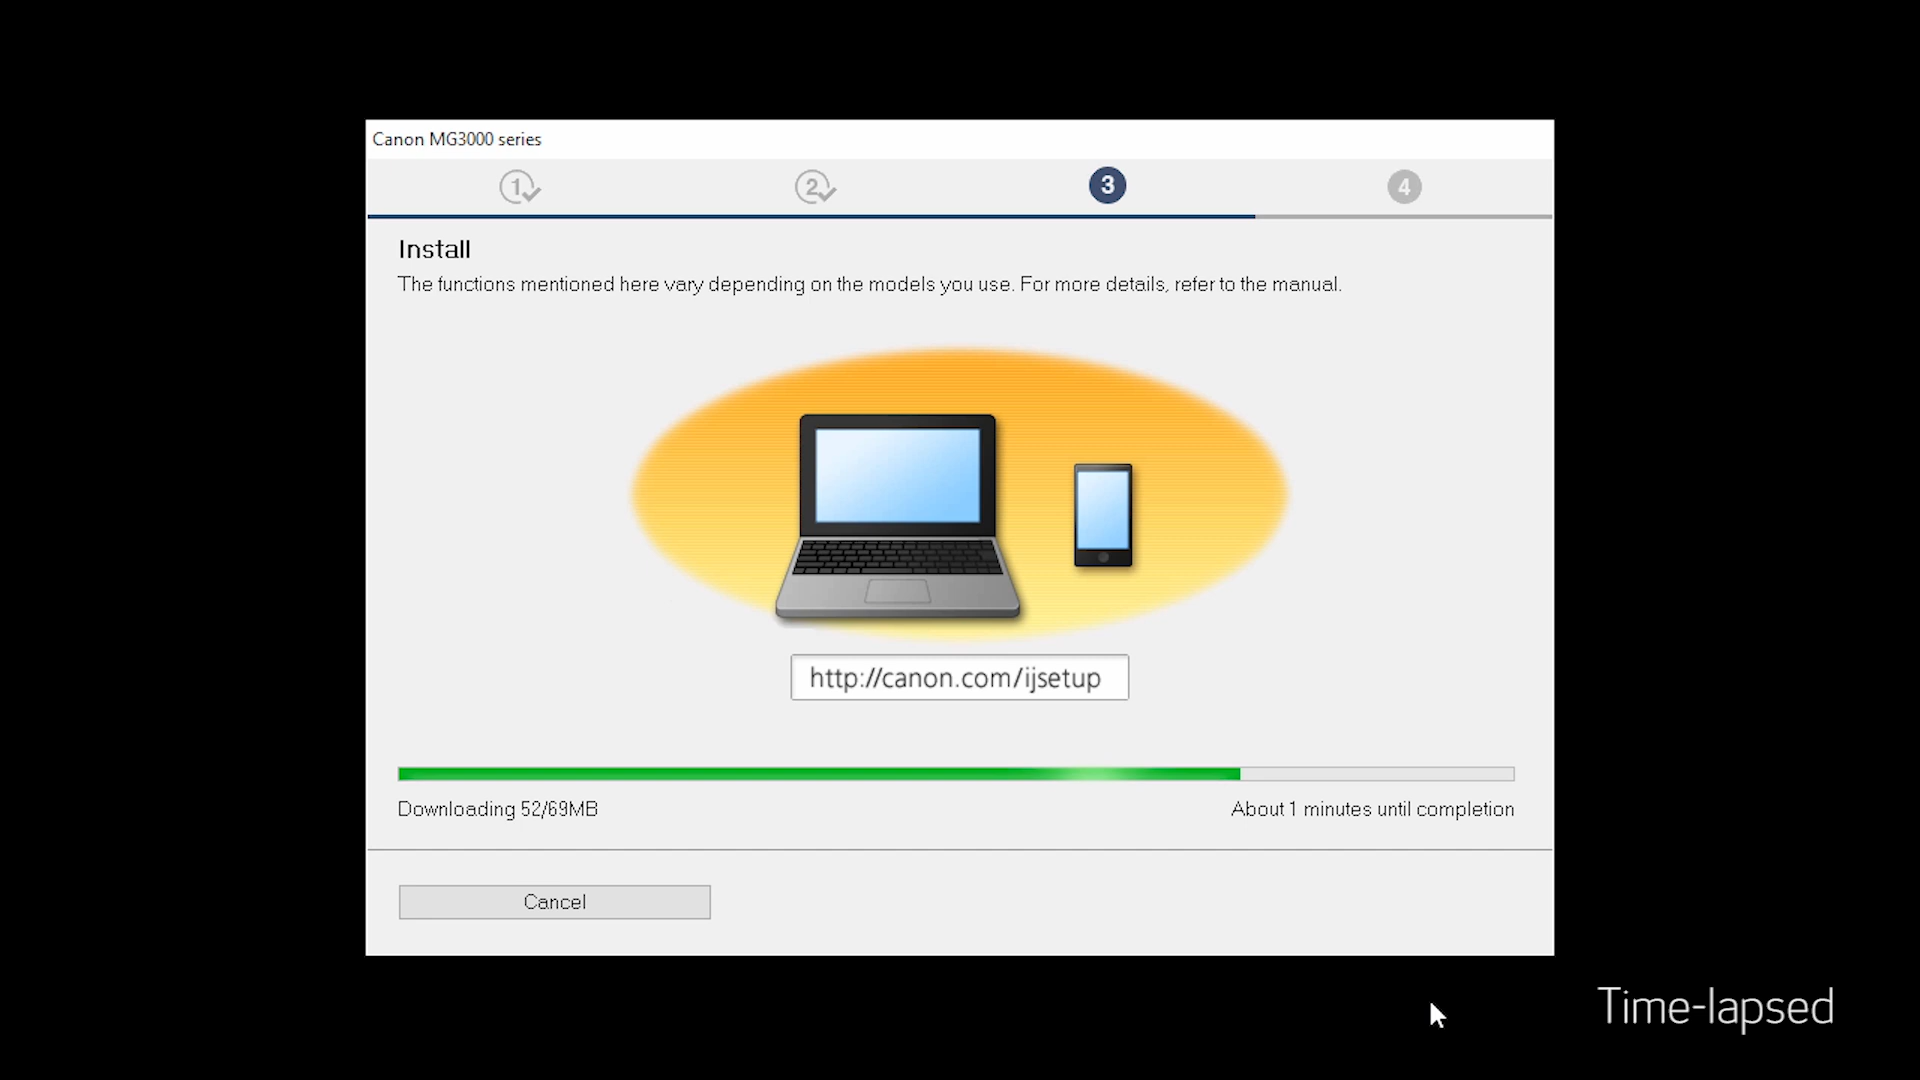 Canon MG3000 series
1 2 3 4
Install
The functions mentioned here vary depending on the models you use. For more details, refer to the manual.
http://canon.com/ijsetup
Downloading 52/69MB
About 1 minutes until completion
Cancel
Time-lapsed